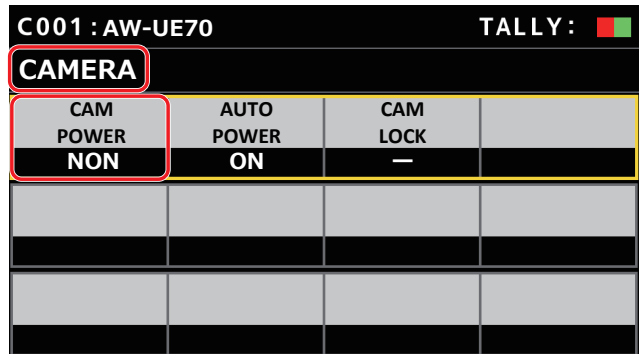 C001:AW-UE70 TALLY:
CAMERA
CAM POWER AUTO POWER CAM LOCK
NON ON —